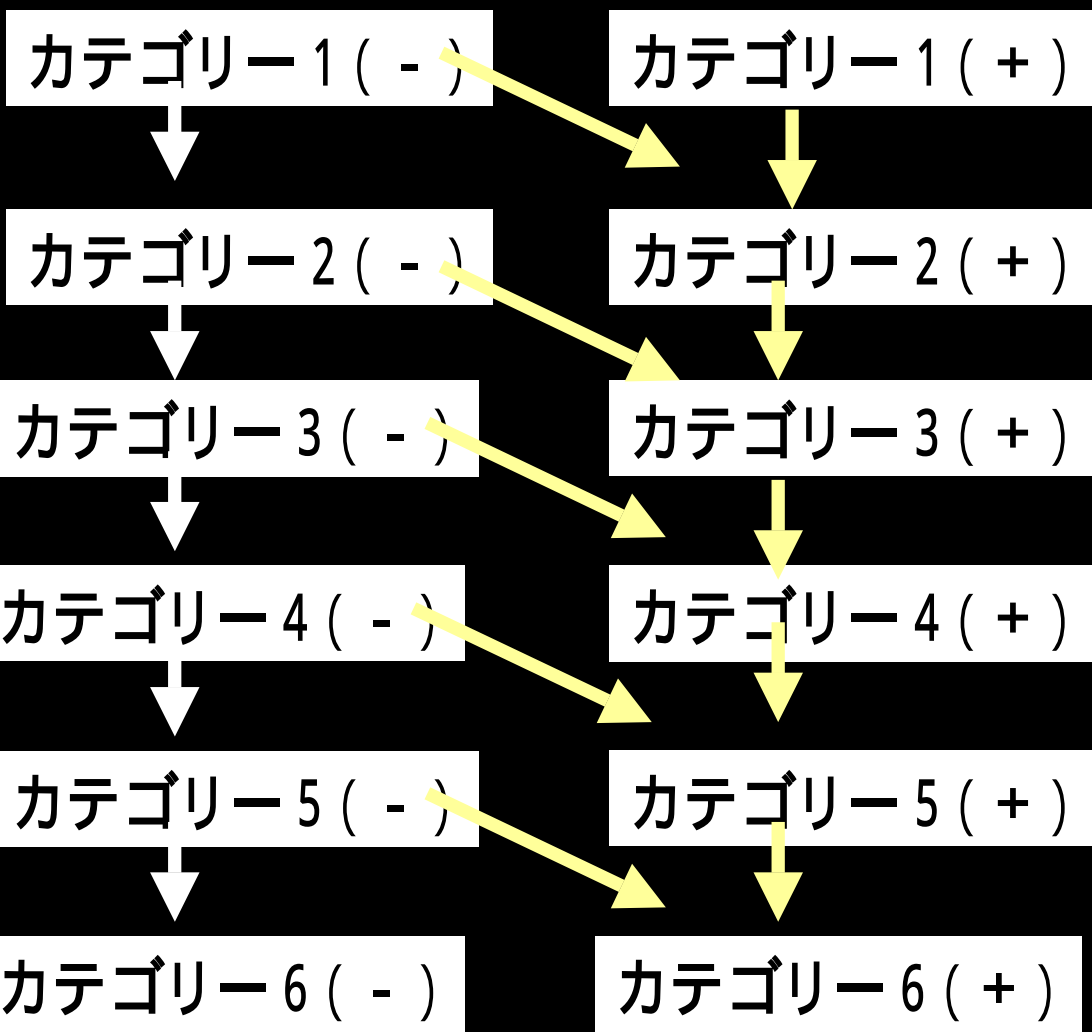 カテゴリー 1 ( - )
カテゴリー 1 ( + )
カテゴリー 2 ( - )
カテゴリー 2 ( + )
カテゴリー 3 ( - )
カテゴリー 3 ( + )
カテゴリー 4 ( - )
カテゴリー 4 ( + )
カテゴリー 5 ( - )
カテゴリー 5 ( + )
カテゴリー 6 ( - )
カテゴリー 6 ( + )